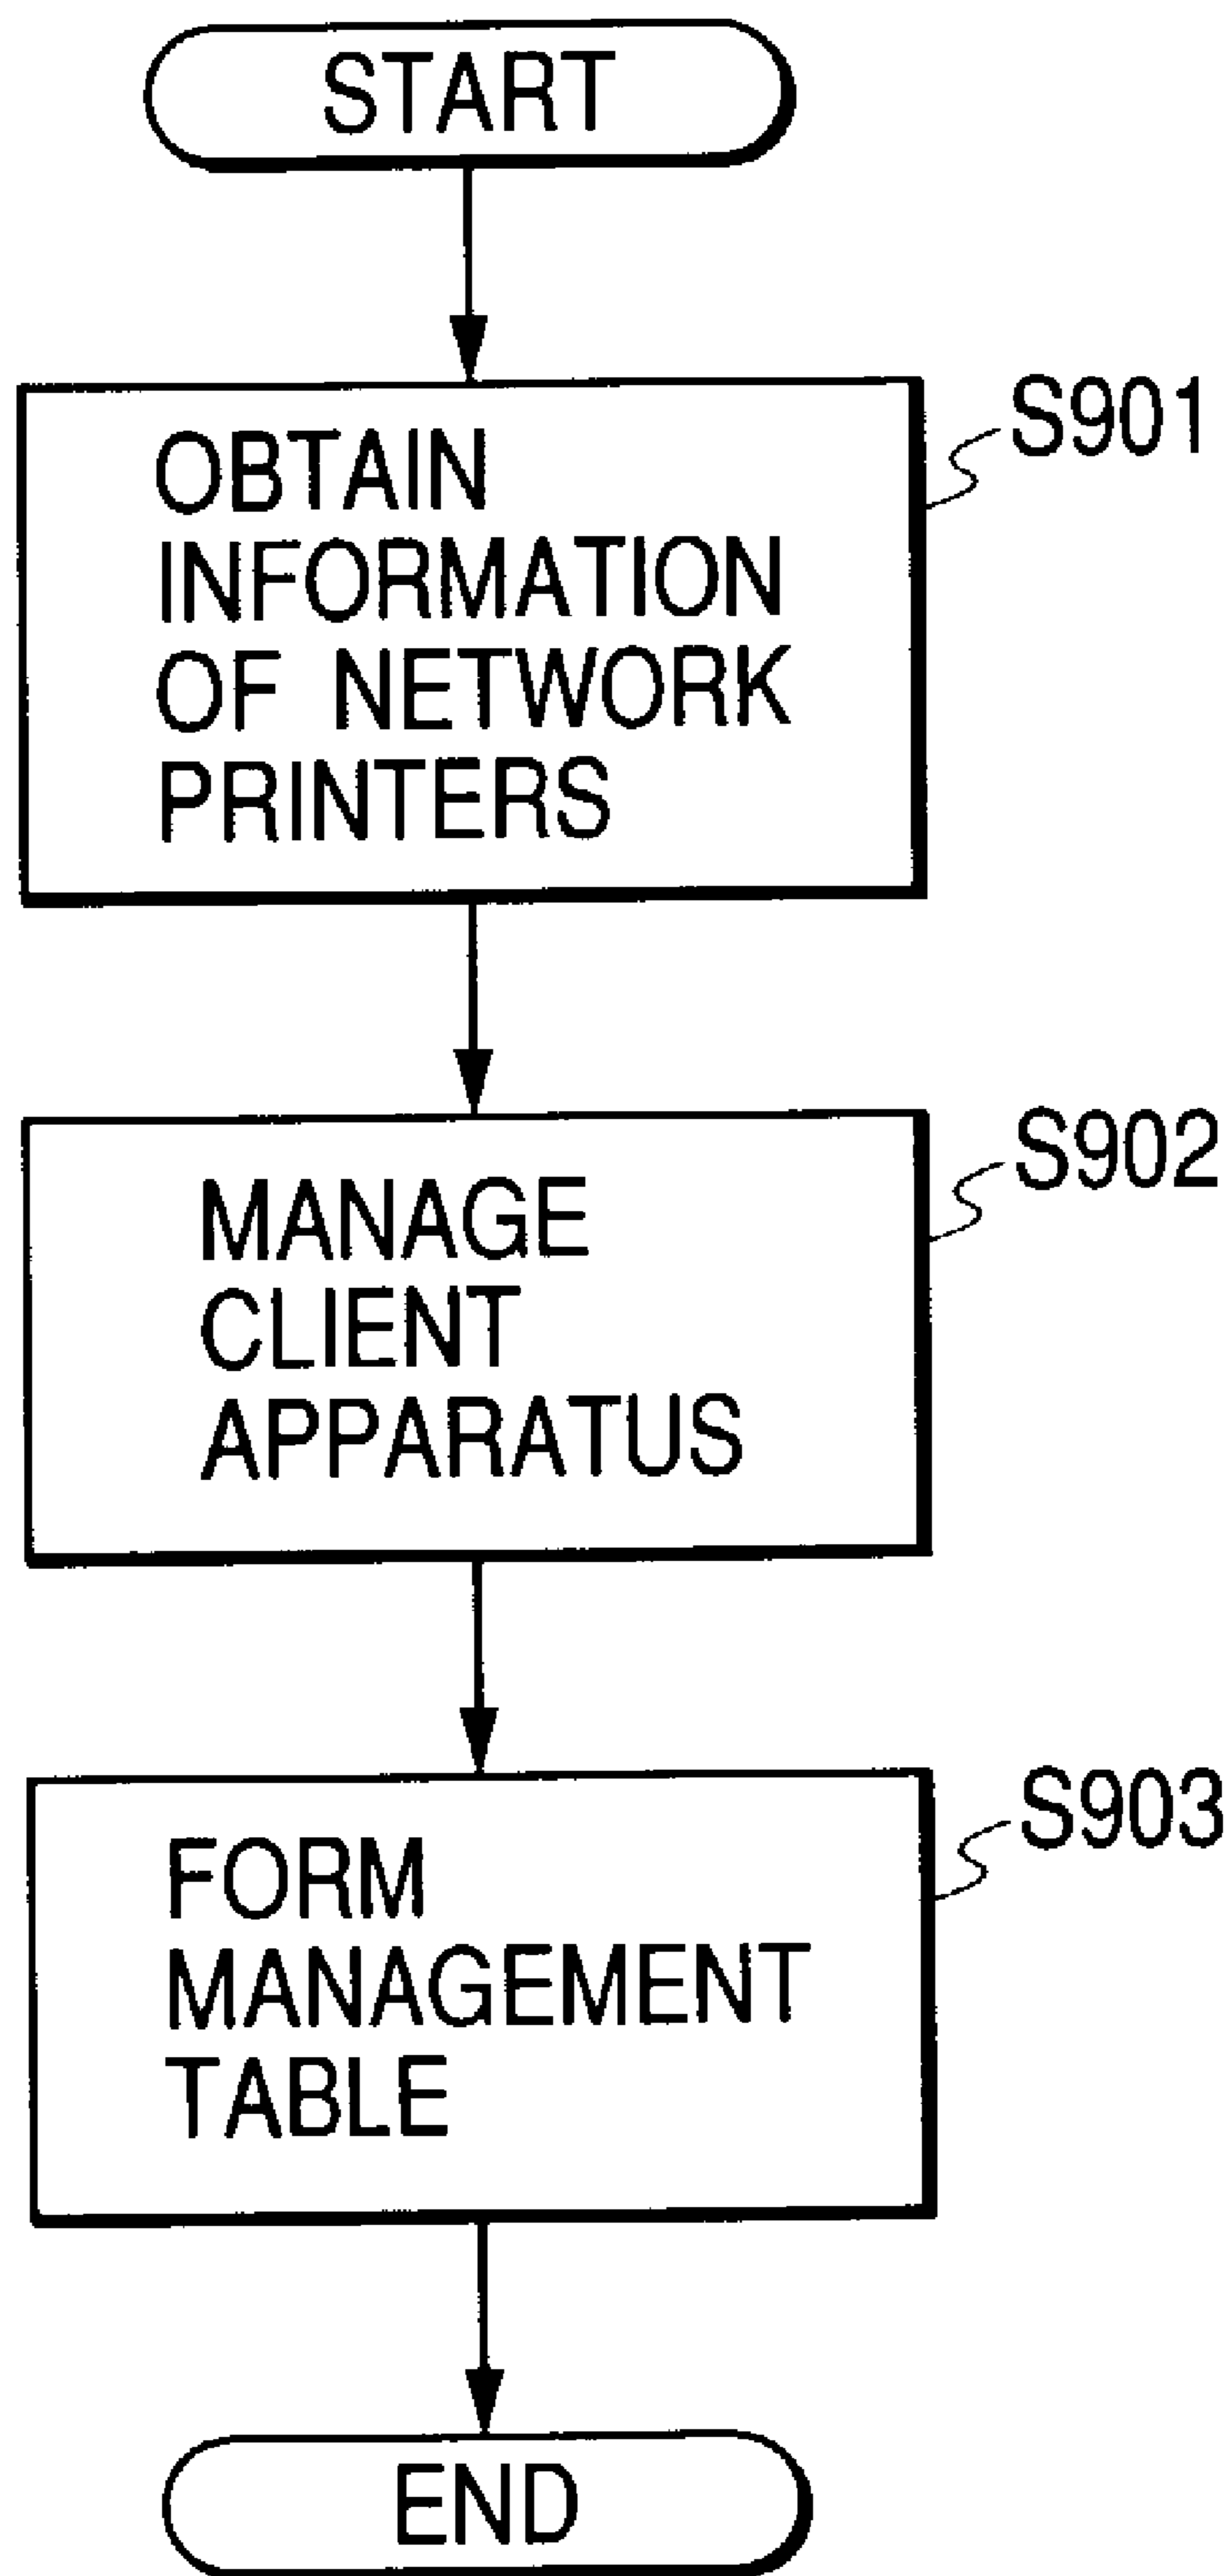 START
OBTAIN
INFORMATION
OF NETWORK
PRINTERS
S901
MANAGE
CLIENT
APPARATUS
S902
FORM
MANAGEMENT
TABLE
S903
END